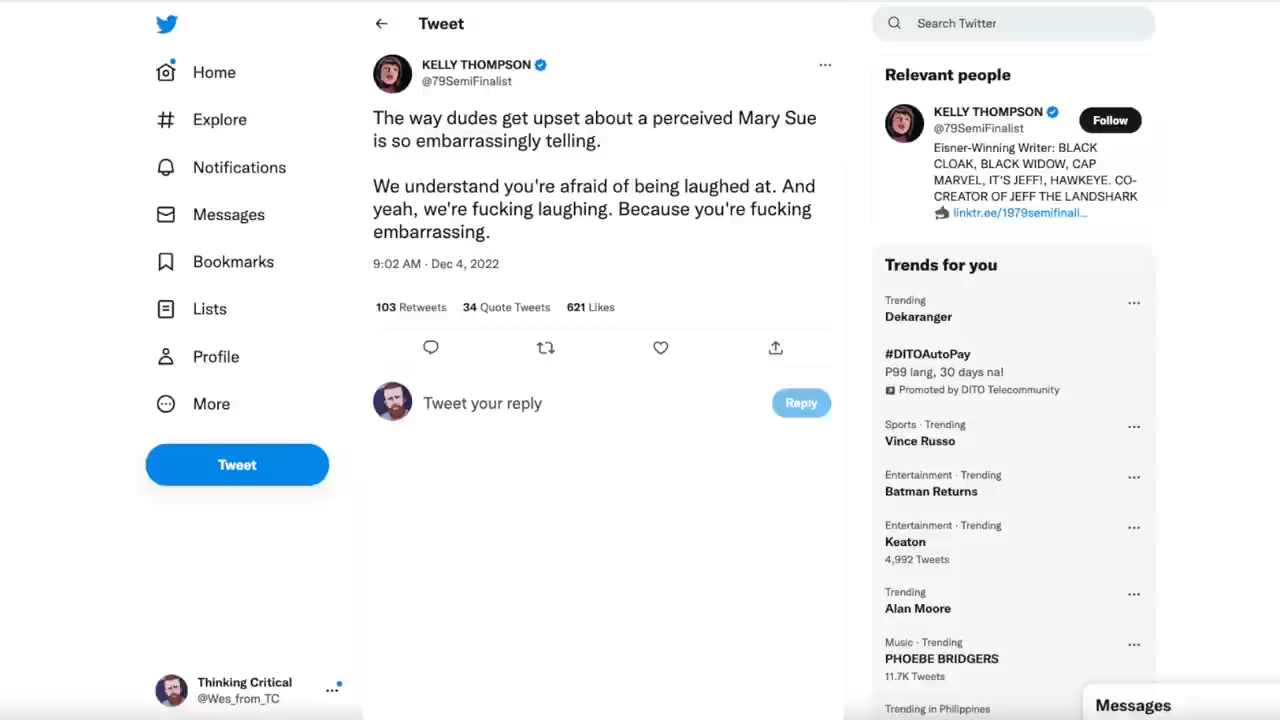 Home
Explore
Notifications
Messages
Bookmarks
Lists
Profile
More
Tweet
Thinking Critical
@Wes_from_TC
Tweet
KELLY THOMPSON
@79SemiFinalist
The way dudes get upset about a perceived Mary Sue
is so embarrassingly telling.
We understand you're afraid of being laughed at. And
yeah, we're fucking laughing. Because you're fucking
embarrassing.
9:02 AM · Dec 4, 2022
103 Retweets 34 Quote Tweets 621 Likes
Tweet your reply
Reply
Search Twitter
Relevant people
KELLY THOMPSON
@79SemiFinalist
Follow
Eisner-Winning Writer: BLACK
CLOAK, BLACK WIDOW, CAP
MARVEL, IT'S JEFF!, HAWKEYE. CO-
CREATOR OF JEFF THE LANDSHARK
linktr.ee/1979semifinali...
Trends for you
Trending
Dekaranger
#DITOAutoPay
P99 lang, 30 days na!
Promoted by DITO Telecommunity
Sports · Trending
Vince Russo
Entertainment · Trending
Batman Returns
Entertainment · Trending
Keaton
4,992 Tweets
Trending
Alan Moore
Music · Trending
PHOEBE BRIDGERS
11.7K Tweets
Trending in Philippines
Messages